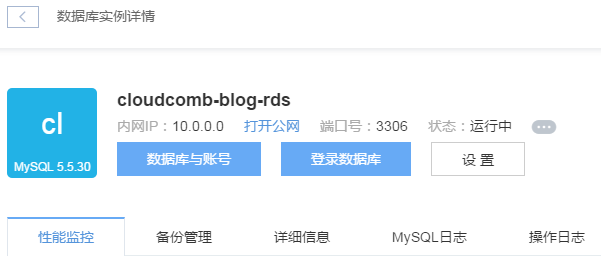 数据库实例详情
cl
MySQL 5.5.30
cloudcomb-blog-rds
内网IP：10.0.0.0 打开公网 端口号：3306 状态：运行中
数据库与账号 登录数据库 设 置
性能监控 备份管理 详细信息 MySQL日志 操作日志